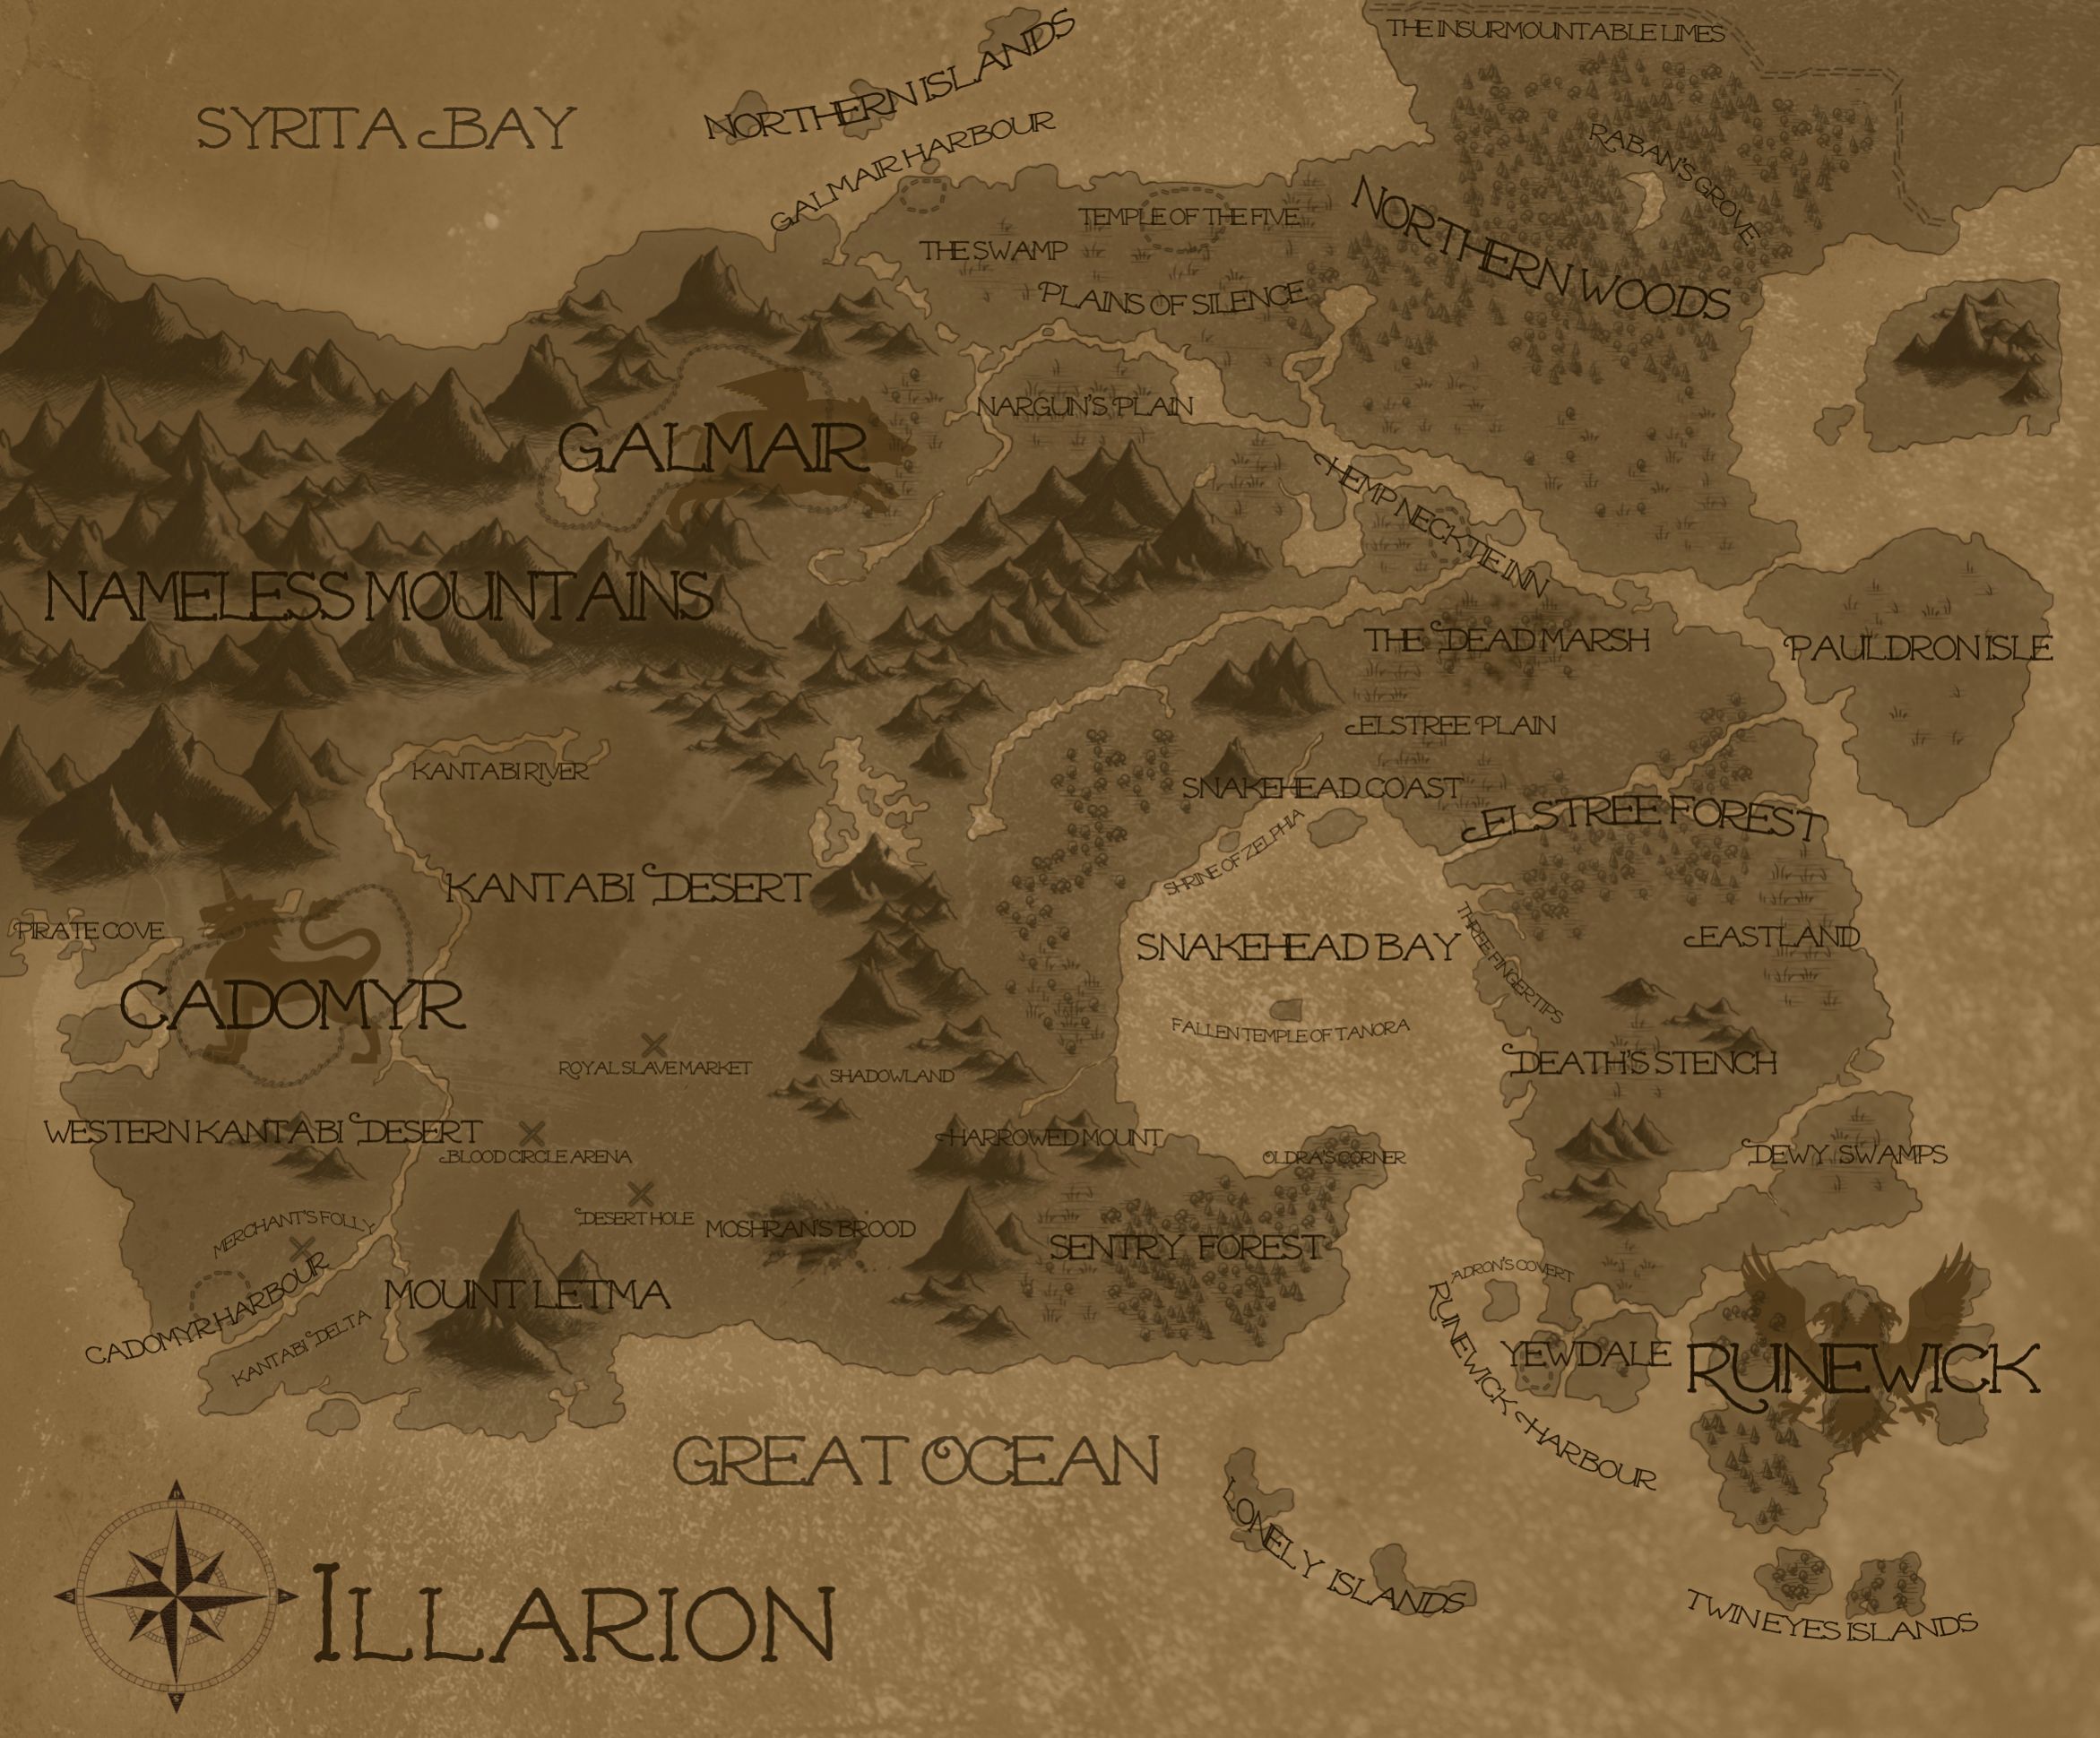 THE INSURMOUNTABLE LIMES
NORTHERN ISLANDS
SYRITA BAY
GALMAIR HARBOUR
RABAN'S GROVE
TEMPLE OF THE FIVE
THE SWAMP
NORTHERN WOODS
PLAINS OF SILENCE
NARGUN'S PLAIN
GALMAIR
HEMP NECKTIE INN
NAMELESS MOUNTAINS
THE DEAD MARSH
PAULDRON ISLE
ELSTREE PLAIN
KANTABI RIVER
SNAKEHEAD COAST
ELSTREE FOREST
SHRINE OF ZELPHIA
KANTABI DESERT
PIRATE COVE
SNAKEHEAD BAY
EASTLAND
THREE FINGERTIPS
CADOMYR
FALLEN TEMPLE OF TANORA
ROYAL SLAVE MARKET
SHADOWLAND
DEATH'S STENCH
WESTERN KANTABI DESERT
HARROWED MOUNT
BLOOD CIRCLE ARENA
OLDRA'S CORNER
DEWY SWAMPS
DESERT HOLE
MOSHRAN'S BROOD
MERCHANT'S FOLLY
SENTRY FOREST
ADRON'S COVERT
CADOMYR HARBOUR
MOUNT LETMA
KANTABI DELTA
YEWDALE
RUNEWICK
RUNEWICK HARBOUR
GREAT OCEAN
LONELY ISLANDS
TWIN EYES ISLANDS
ILLARION